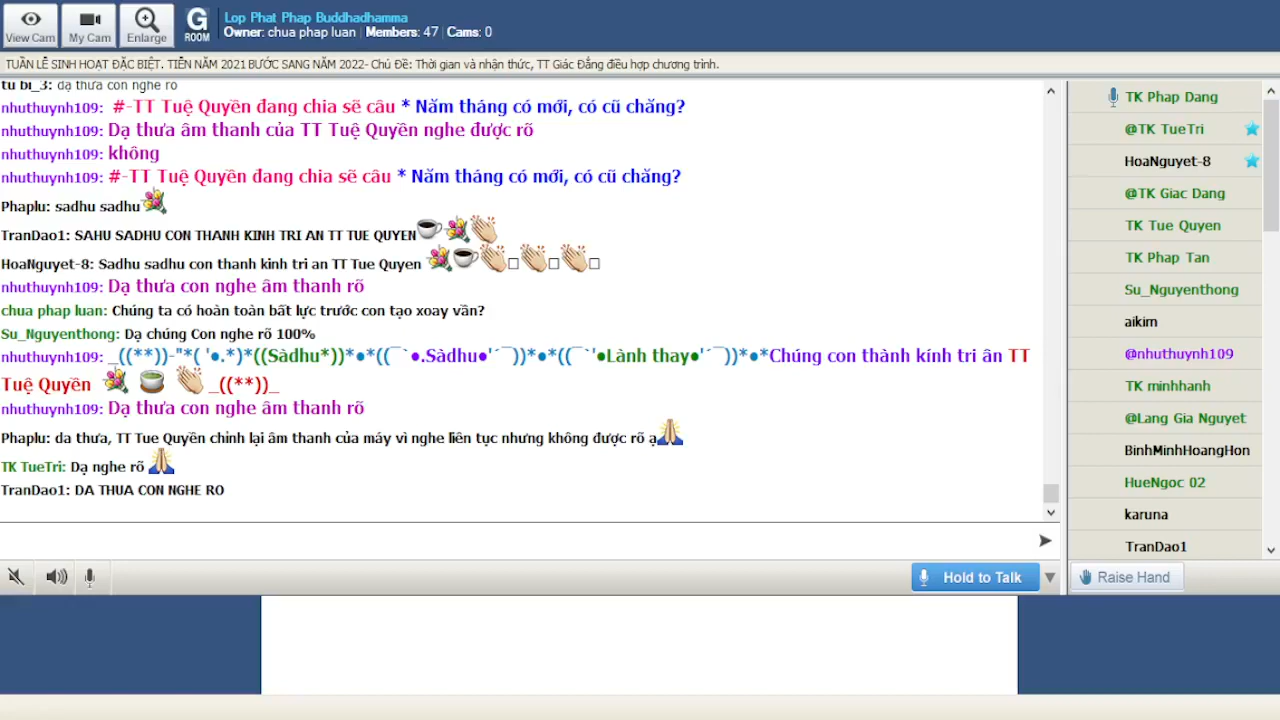 View Cam
My Cam
Enlarge
G
ROOM
Lop Phat Phap Buddhadhamma
Owner: chua phap luan | Members: 47 | Cams: 0
TUẦN LỄ SINH HOẠT ĐẶC BIỆT. TIỄN NĂM 2021 BƯỚC SANG NĂM 2022- Chủ Đề: Thời gian và nhận thức, TT Giác Đẳng điều hợp chương trình.
tu bi_3: dạ thưa con nghe ro
nhuthuynh109: #-TT Tuệ Quyền đang chia sẽ câu * Năm tháng có mới, có cũ chăng?
nhuthuynh109: Dạ thưa âm thanh của TT Tuệ Quyền nghe được rõ
nhuthuynh109: không
nhuthuynh109: #-TT Tuệ Quyền đang chia sẽ câu * Năm tháng có mới, có cũ chăng?
Phaplu: sadhu sadhu
TranDao1: SAHU SADHU CON THANH KINH TRI AN TT TUE QUYEN
HoaNguyet-8: Sadhu sadhu con thanh kinh tri an TT Tue Quyen
nhuthuynh109: Dạ thưa con nghe âm thanh rõ
chua phap luan: Chúng ta có hoàn toàn bất lực trước con tạo xoay vần?
Su_Nguyenthong: Dạ chúng Con nghe rõ 100%
nhuthuynh109: _((**))-"*( '●.*)*((Sàdhu*))*●*((¯`●.Sàdhu●'´¯))*●*((¯`'●Lành thay●'´¯))*●*Chúng con thành kính tri ân TT
Tuệ Quyền _((**))_
nhuthuynh109: Dạ thưa con nghe âm thanh rõ
Phaplu: da thưa, TT Tue Quyền chỉnh lại âm thanh của máy vì nghe liên tục nhưng không được rõ ạ
TK TueTri: Dạ nghe rõ
TranDao1: DA THUA CON NGHE RO
Hold to Talk
TK Phap Dang
@TK TueTri
HoaNguyet-8
@TK Giac Dang
TK Tue Quyen
TK Phap Tan
Su_Nguyenthong
aikim
@nhuthuynh109
TK minhhanh
@Lang Gia Nguyet
BinhMinhHoangHon
HueNgoc 02
karuna
TranDao1
Raise Hand